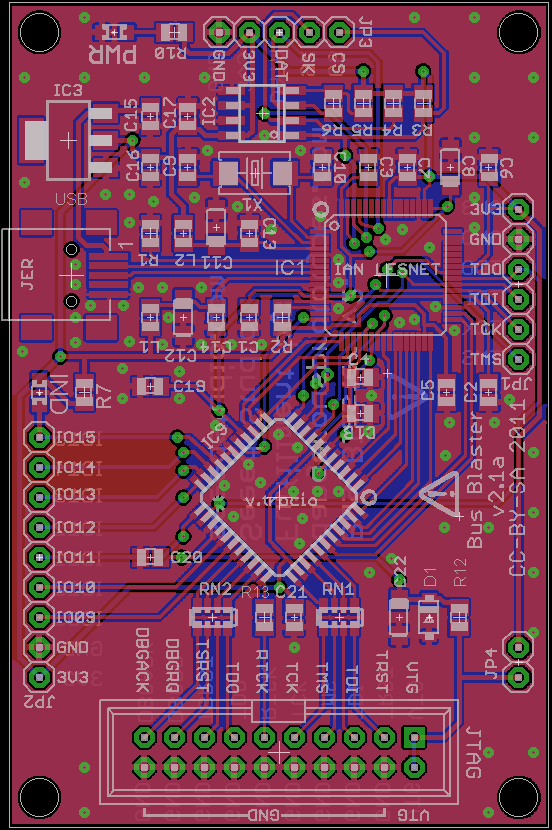 PWR
R10
GND
3V3
DAT
SK
CS
JP3
IC3
C15
C17
IC2
R6
R5
R4
R3
C16
C9
C10
C3
C8
C6
USB
X1
3V3
GND
TDO
TDI
TCK
TMS
JP1
R1
L2
C11
C13
1
IC1
IAN LESNET
JER
L1
C12
C14
C1
R2
R7
C19
C4
C18
C5
C2
IO15
IO14
IO13
IO12
IO11
IO10
IO09
GND
3V3
JP2
Bus Blaster
v2.1a
CC-BY-SA 2011
C20
RN2
R13
C21
RN1
C22
D1
R12
DBGACK
DBGRQ
TSRST
TDO
RTCK
TCK
TMS
TDI
TRST
VTG
JP4
JTAG
GND
VTG